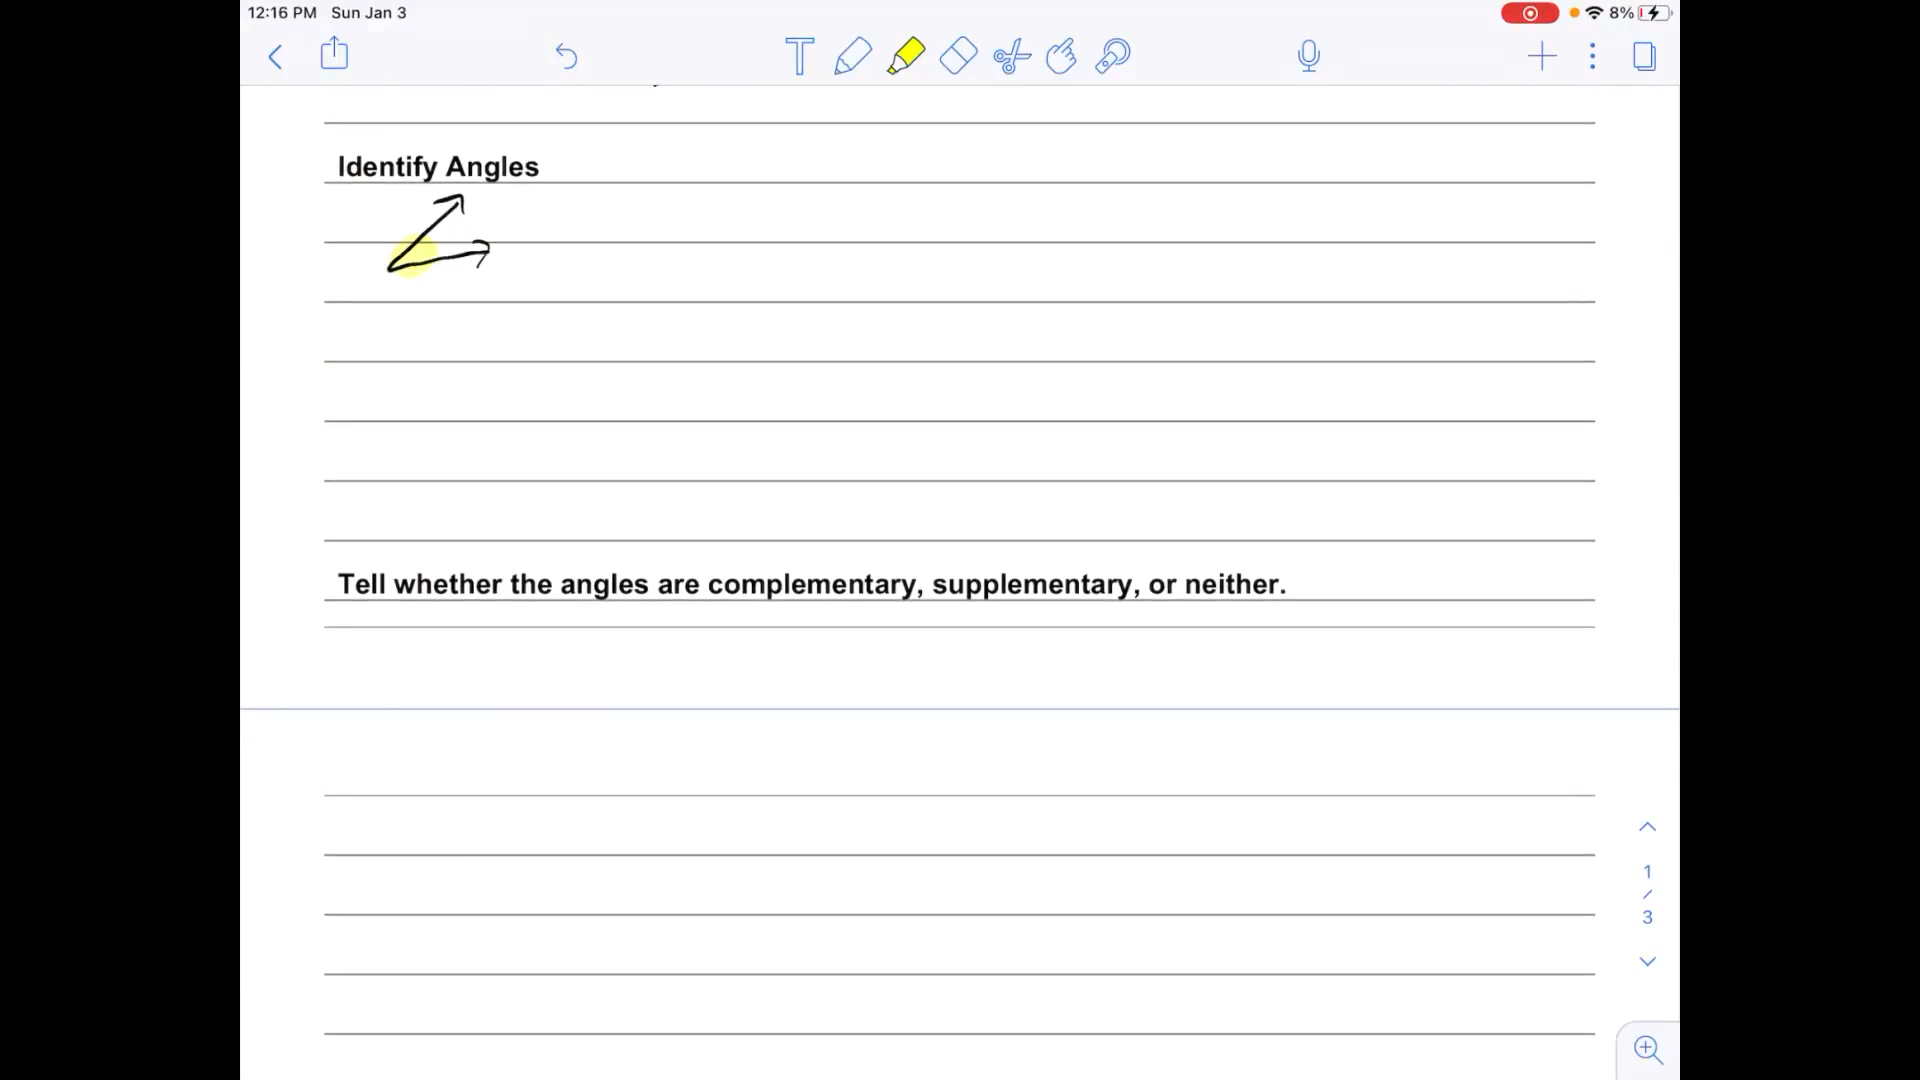 12:16 PM Sun Jan 3
8%
Identify Angles
Tell whether the angles are complementary, supplementary, or neither.
1
/
3